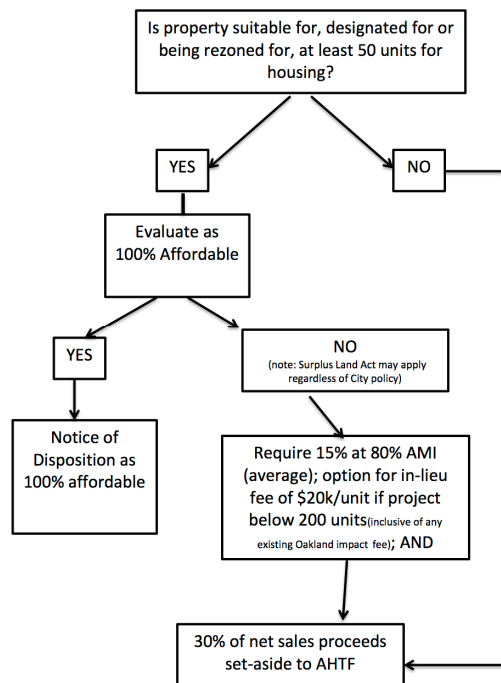 Is property suitable for, designated for or
being rezoned for, at least 50 units for
housing?
YES
NO
Evaluate as
100% Affordable
YES
NO
(note: Surplus Land Act may apply
regardless of City policy)
Notice of
Disposition as
100% affordable
Require 15% at 80% AMI
(average); option for in-lieu
fee of $20k/unit if project
below 200 units(inclusive of any
existing Oakland impact fee); AND
30% of net sales proceeds
set-aside to AHTF